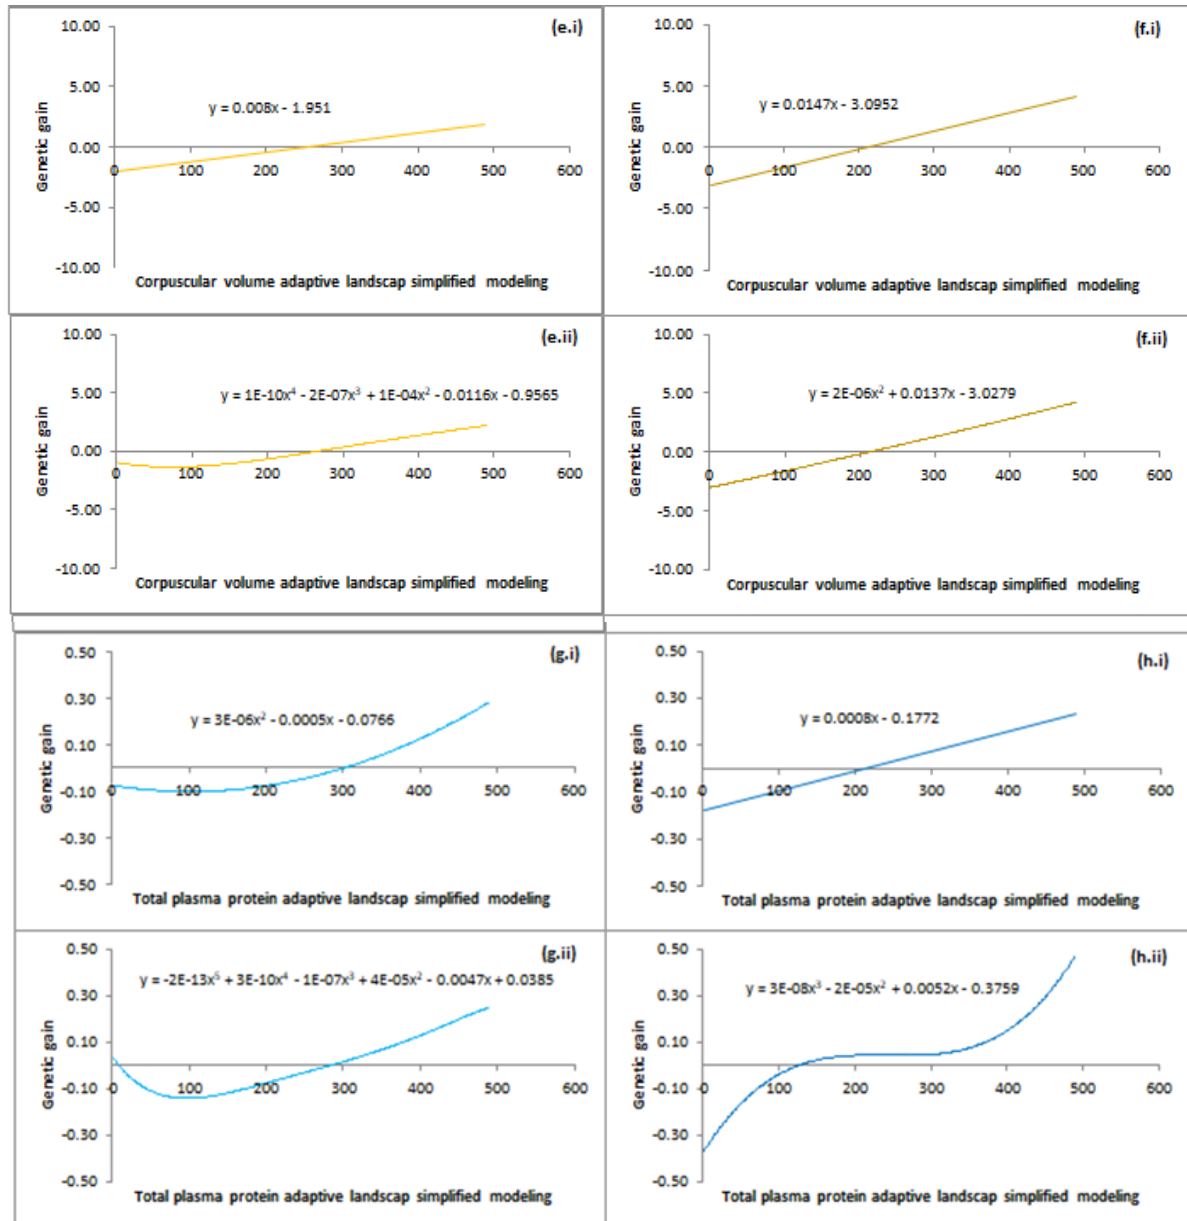 (e.i)
10.00
5.00
0.00
-5.00
-10.00
Genetic gain
y = 0.008x - 1.951
0 100 200 300 400 500 600
Corpuscular volume adaptive landscap simplified modeling
(f.i)
10.00
5.00
0.00
-5.00
-10.00
Genetic gain
y = 0.0147x - 3.0952
0 100 200 300 400 500 600
Corpuscular volume adaptive landscap simplified modeling
(e.ii)
10.00
5.00
0.00
-5.00
-10.00
Genetic gain
y = 1E-10x⁴ - 2E-07x³ + 1E-04x² - 0.0116x - 0.9565
0 100 200 300 400 500 600
Corpuscular volume adaptive landscap simplified modeling
(f.ii)
10.00
5.00
0.00
-5.00
-10.00
Genetic gain
y = 2E-06x² + 0.0137x - 3.0279
0 100 200 300 400 500 600
Corpuscular volume adaptive landscap simplified modeling
(g.i)
0.50
0.30
0.10
-0.10
-0.30
-0.50
Genetic gain
y = 3E-06x² - 0.0005x - 0.0766
0 100 200 300 400 500 600
Total plasma protein adaptive landscap simplified modeling
(h.i)
0.50
0.30
0.10
-0.10
-0.30
-0.50
Genetic gain
y = 0.0008x - 0.1772
0 100 200 300 400 500 600
Total plasma protein adaptive landscap simplified modeling
(g.ii)
0.50
0.30
0.10
-0.10
-0.30
-0.50
Genetic gain
y = -2E-13x⁵ + 3E-10x⁴ - 1E-07x³ + 4E-05x² - 0.0047x + 0.0385
0 100 200 300 400 500 600
Total plasma protein adaptive landscap simplified modeling
(h.ii)
0.50
0.30
0.10
-0.10
-0.30
-0.50
Genetic gain
y = 3E-08x³ - 2E-05x² + 0.0052x - 0.3759
0 100 200 300 400 500 600
Total plasma protein adaptive landscap simplified modeling